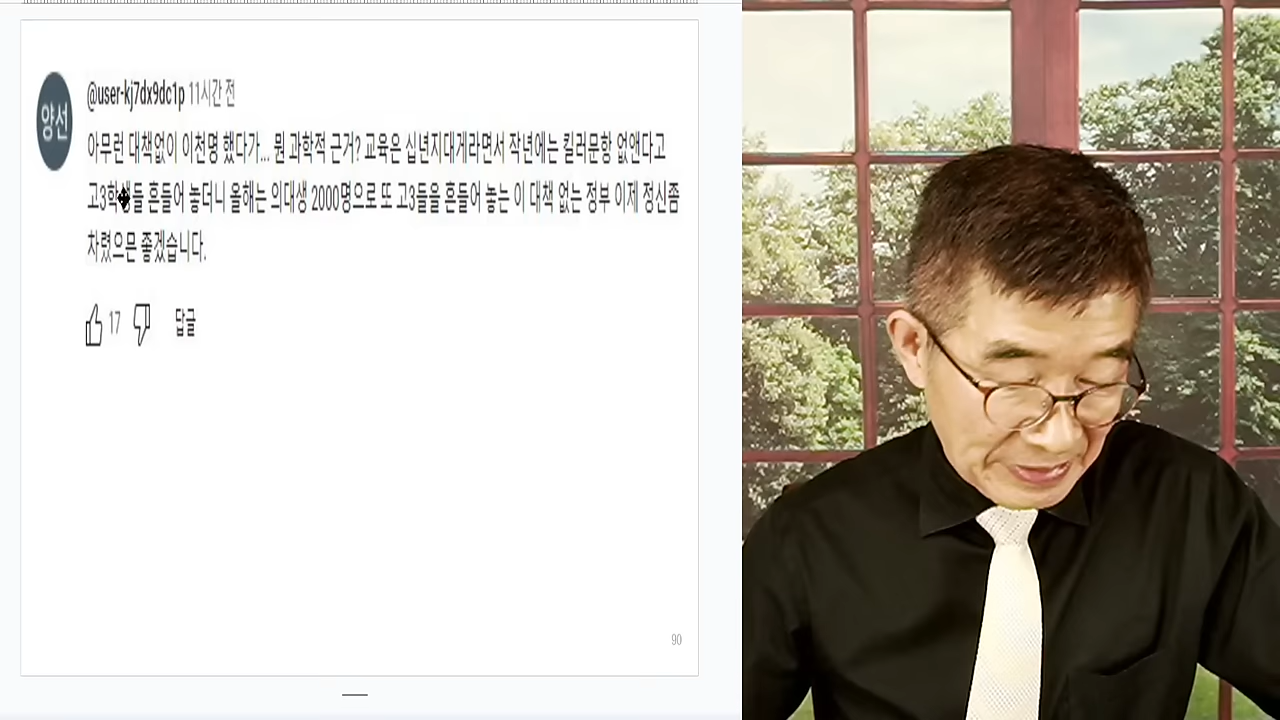 양선
@user-kj7dx9dc1p 11시간 전
아무런 대책없이 이천명 했다가... 뭔 과학적 근거? 교육은 십년지대게라면서 작년에는 킬러문항 없앤다고
고3학생들 흔들어 놓더니 올해는 의대생 2000명으로 또 고3들을 흔들어 놓는 이 대책 없는 정부 이제 정신좀
차렸으믄 좋겠습니다.
17 답글
90